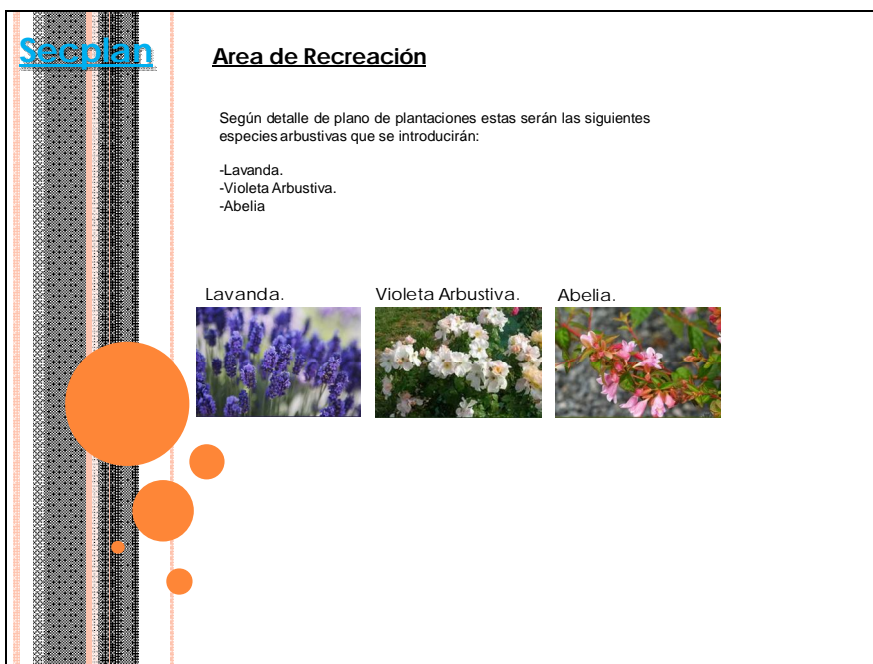 Secplan
Area de Recreación
Según detalle de plano de plantaciones estas serán las siguientes
especies arbustivas que se introducirán:
-Lavanda.
-Violeta Arbustiva.
-Abelia
Lavanda.
Violeta Arbustiva.
Abelia.